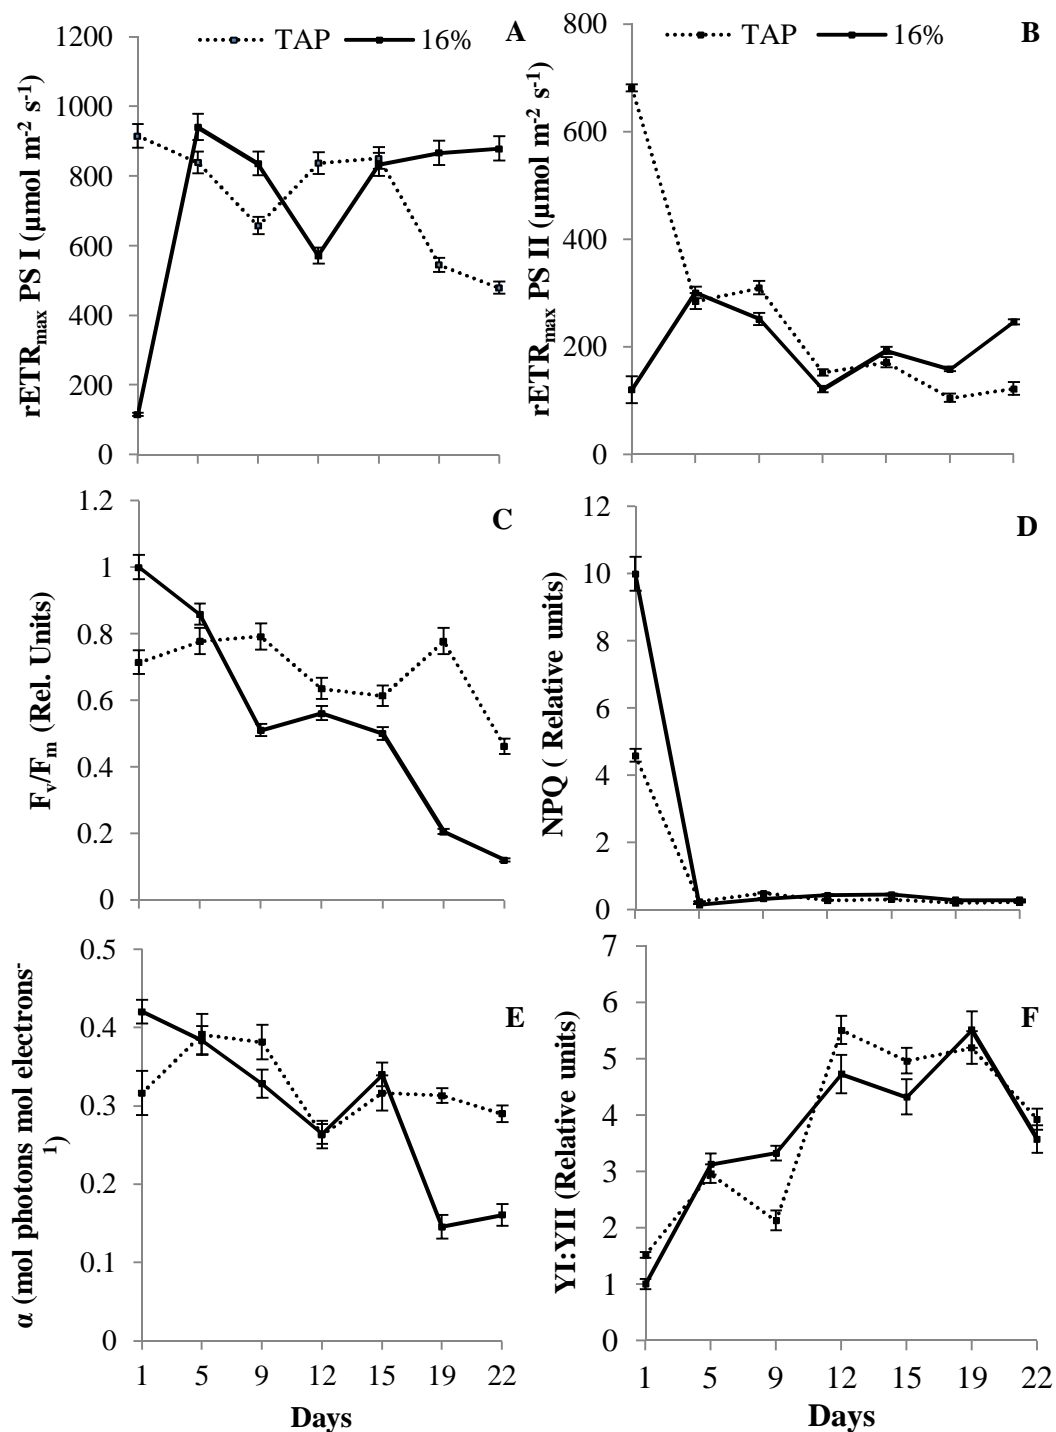 TAP 16% A
1200
1000
800
600
400
200
0
rETRmax PS I (µmol m-2 s-1)
TAP 16% B
800
600
400
200
0
rETRmax PS II (µmol m-2 s-1)
C
1.2
1
0.8
0.6
0.4
0.2
0
Fv/Fm (Rel. Units)
D
12
10
8
6
4
2
0
NPQ ( Relative units)
E
0.5
0.4
0.3
0.2
0.1
0
α (mol photons mol electrons-
1)
1 5 9 12 15 19 22
Days
F
7
6
5
4
3
2
1
0
YI:YII (Relative units)
1 5 9 12 15 19 22
Days